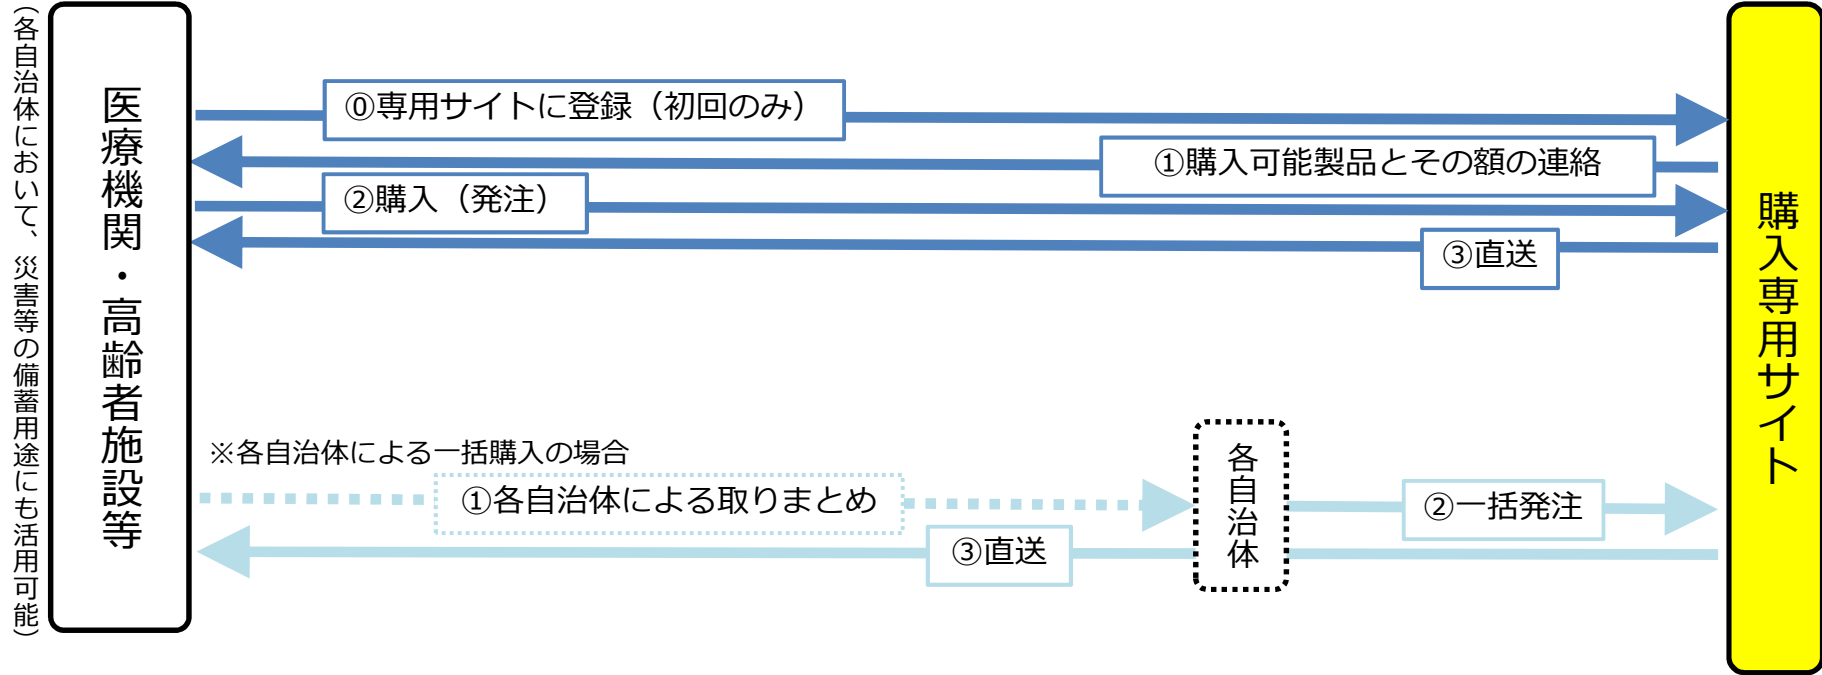 （各自治体において、災害等の備蓄用途にも活用可能）
医療機関・高齢者施設等
⓪専用サイトに登録（初回のみ）
①購入可能製品とその額の連絡
②購入（発注）
③直送
購入専用サイト
※各自治体による一括購入の場合
①各自治体による取りまとめ
各自治体
②一括発注
③直送